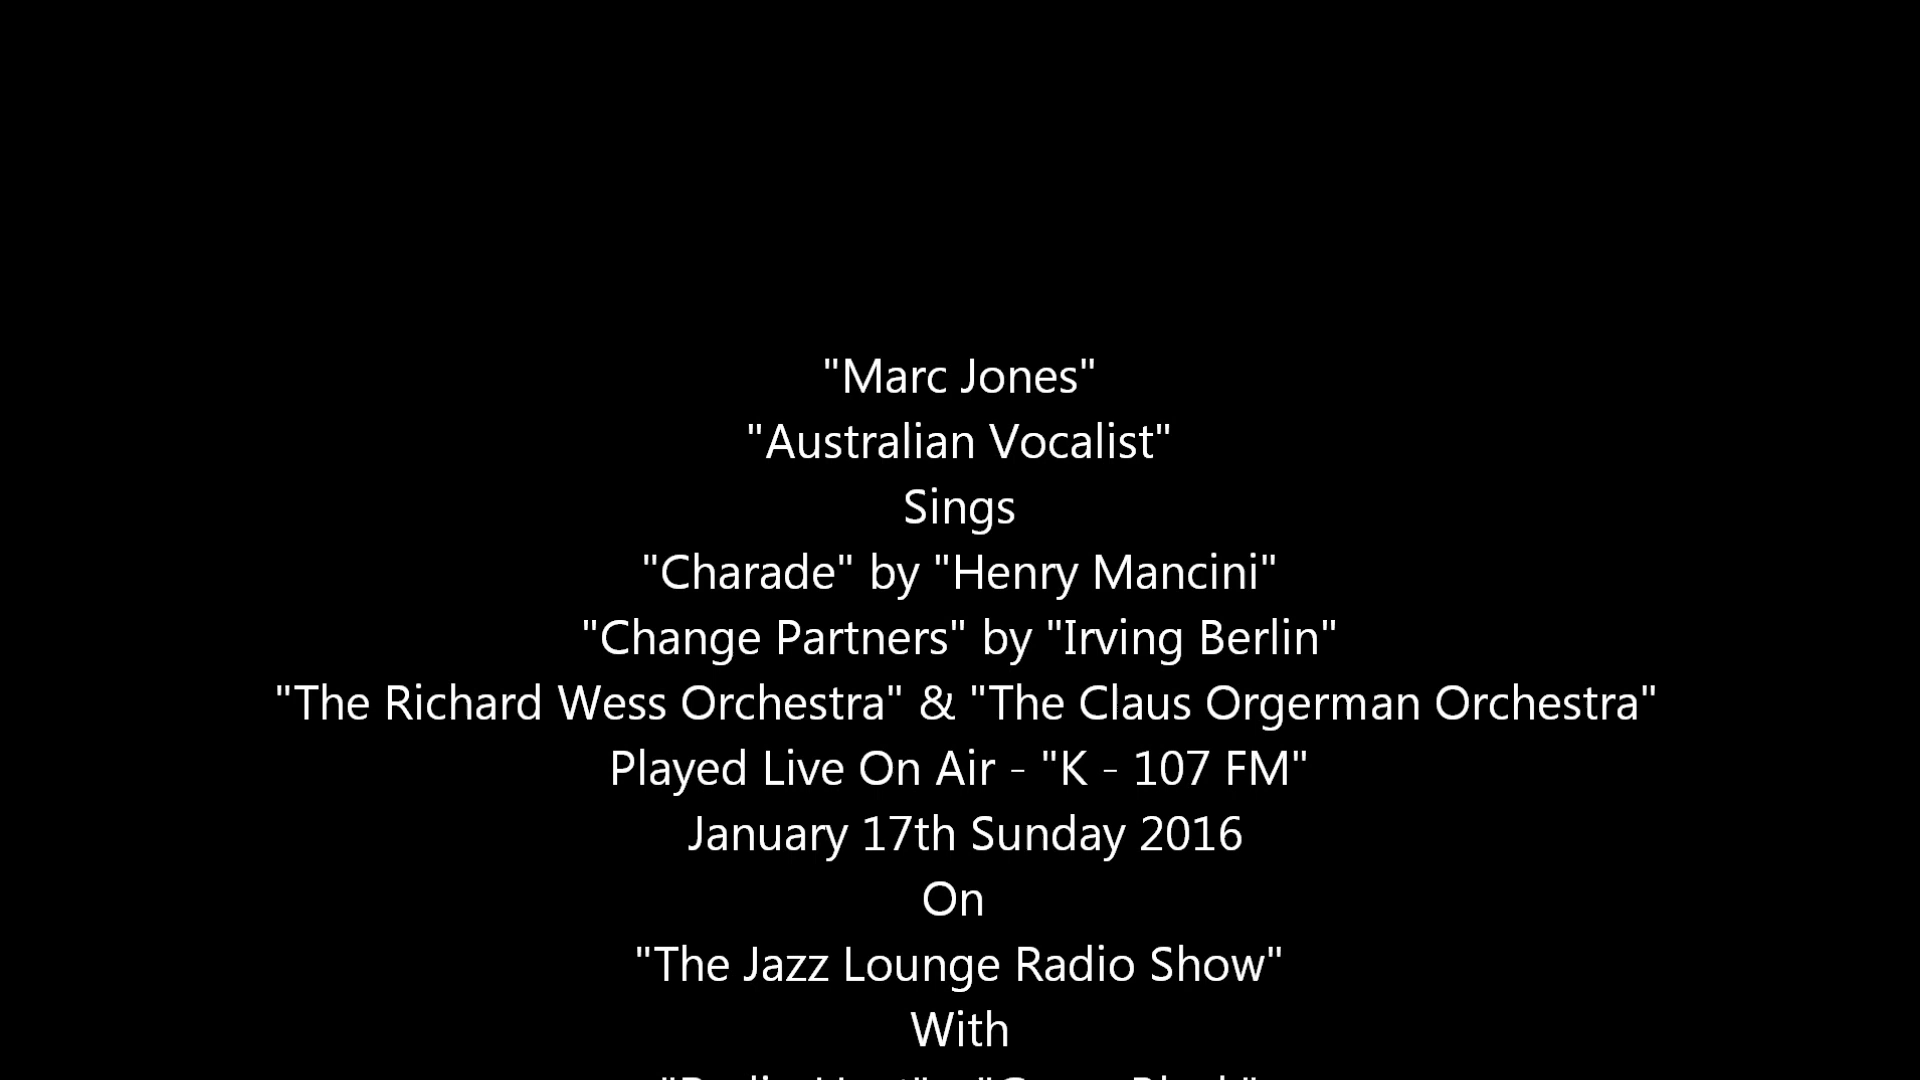 "Marc Jones"
"Australian Vocalist"
Sings
"Charade" by "Henry Mancini"
"Change Partners" by "Irving Berlin"
"The Richard Wess Orchestra" & "The Claus Orgerman Orchestra"
Played Live On Air - "K - 107 FM"
January 17th Sunday 2016
On
"The Jazz Lounge Radio Show"
With